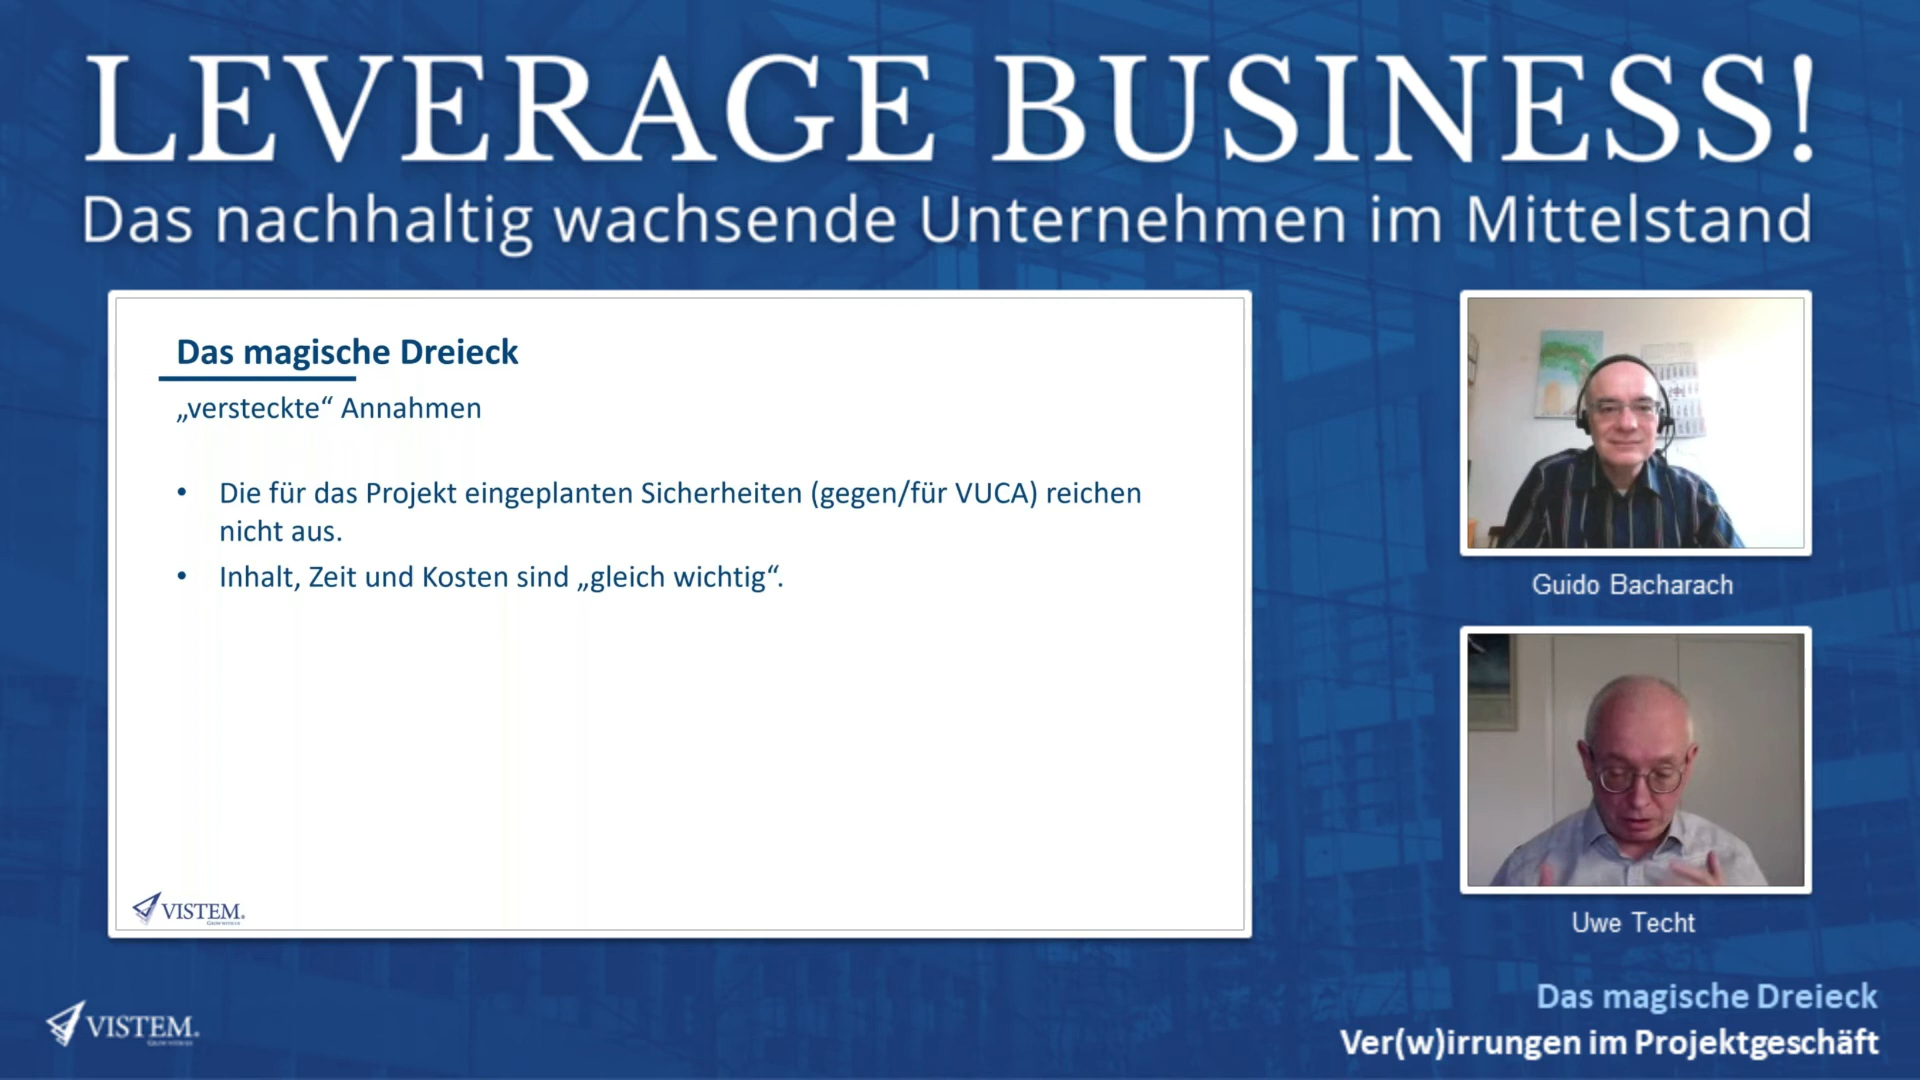 LEVERAGE BUSINESS!
Das nachhaltig wachsende Unternehmen im Mittelstand
Das magische Dreieck
„versteckte“ Annahmen
• Die für das Projekt eingeplanten Sicherheiten (gegen/für VUCA) reichen
nicht aus.
• Inhalt, Zeit und Kosten sind „gleich wichtig“.
VISTEM.
Guido Bacharach
Uwe Techt
VISTEM.
Das magische Dreieck
Ver(w)irrungen im Projektgeschäft